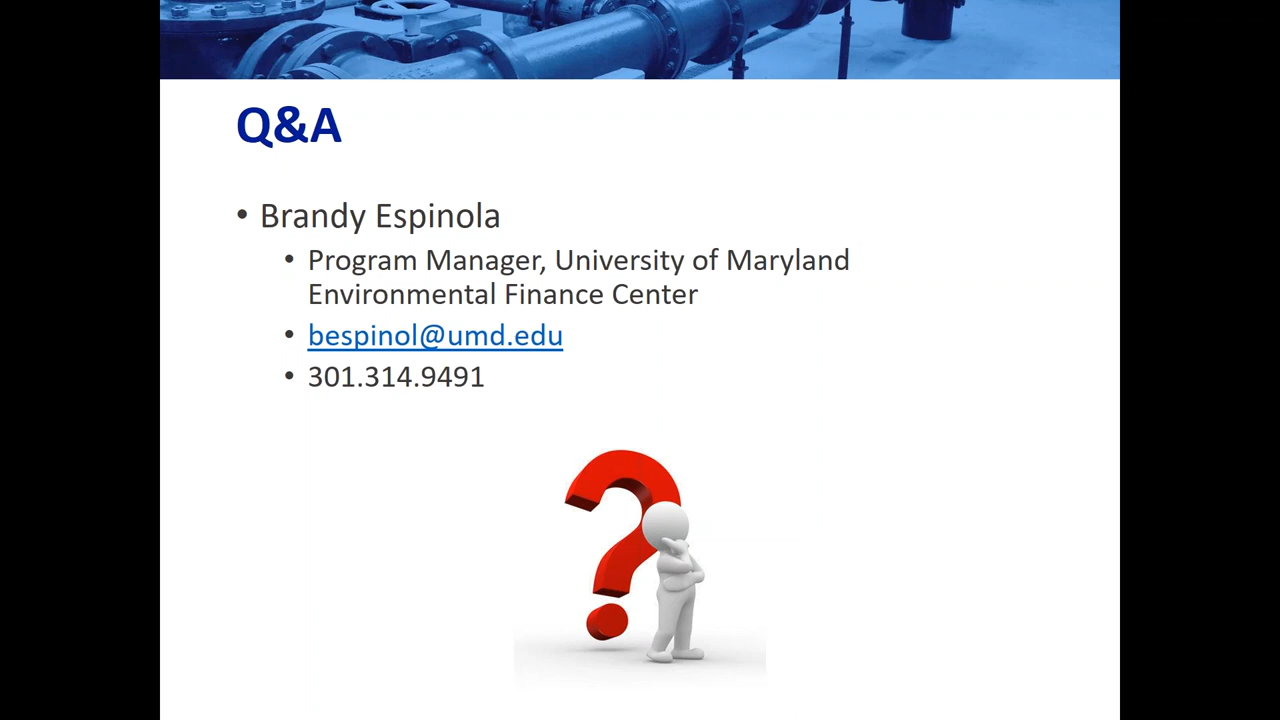 Q&A
• Brandy Espinola
• Program Manager, University of Maryland
Environmental Finance Center
• bespinol@umd.edu
• 301.314.9491